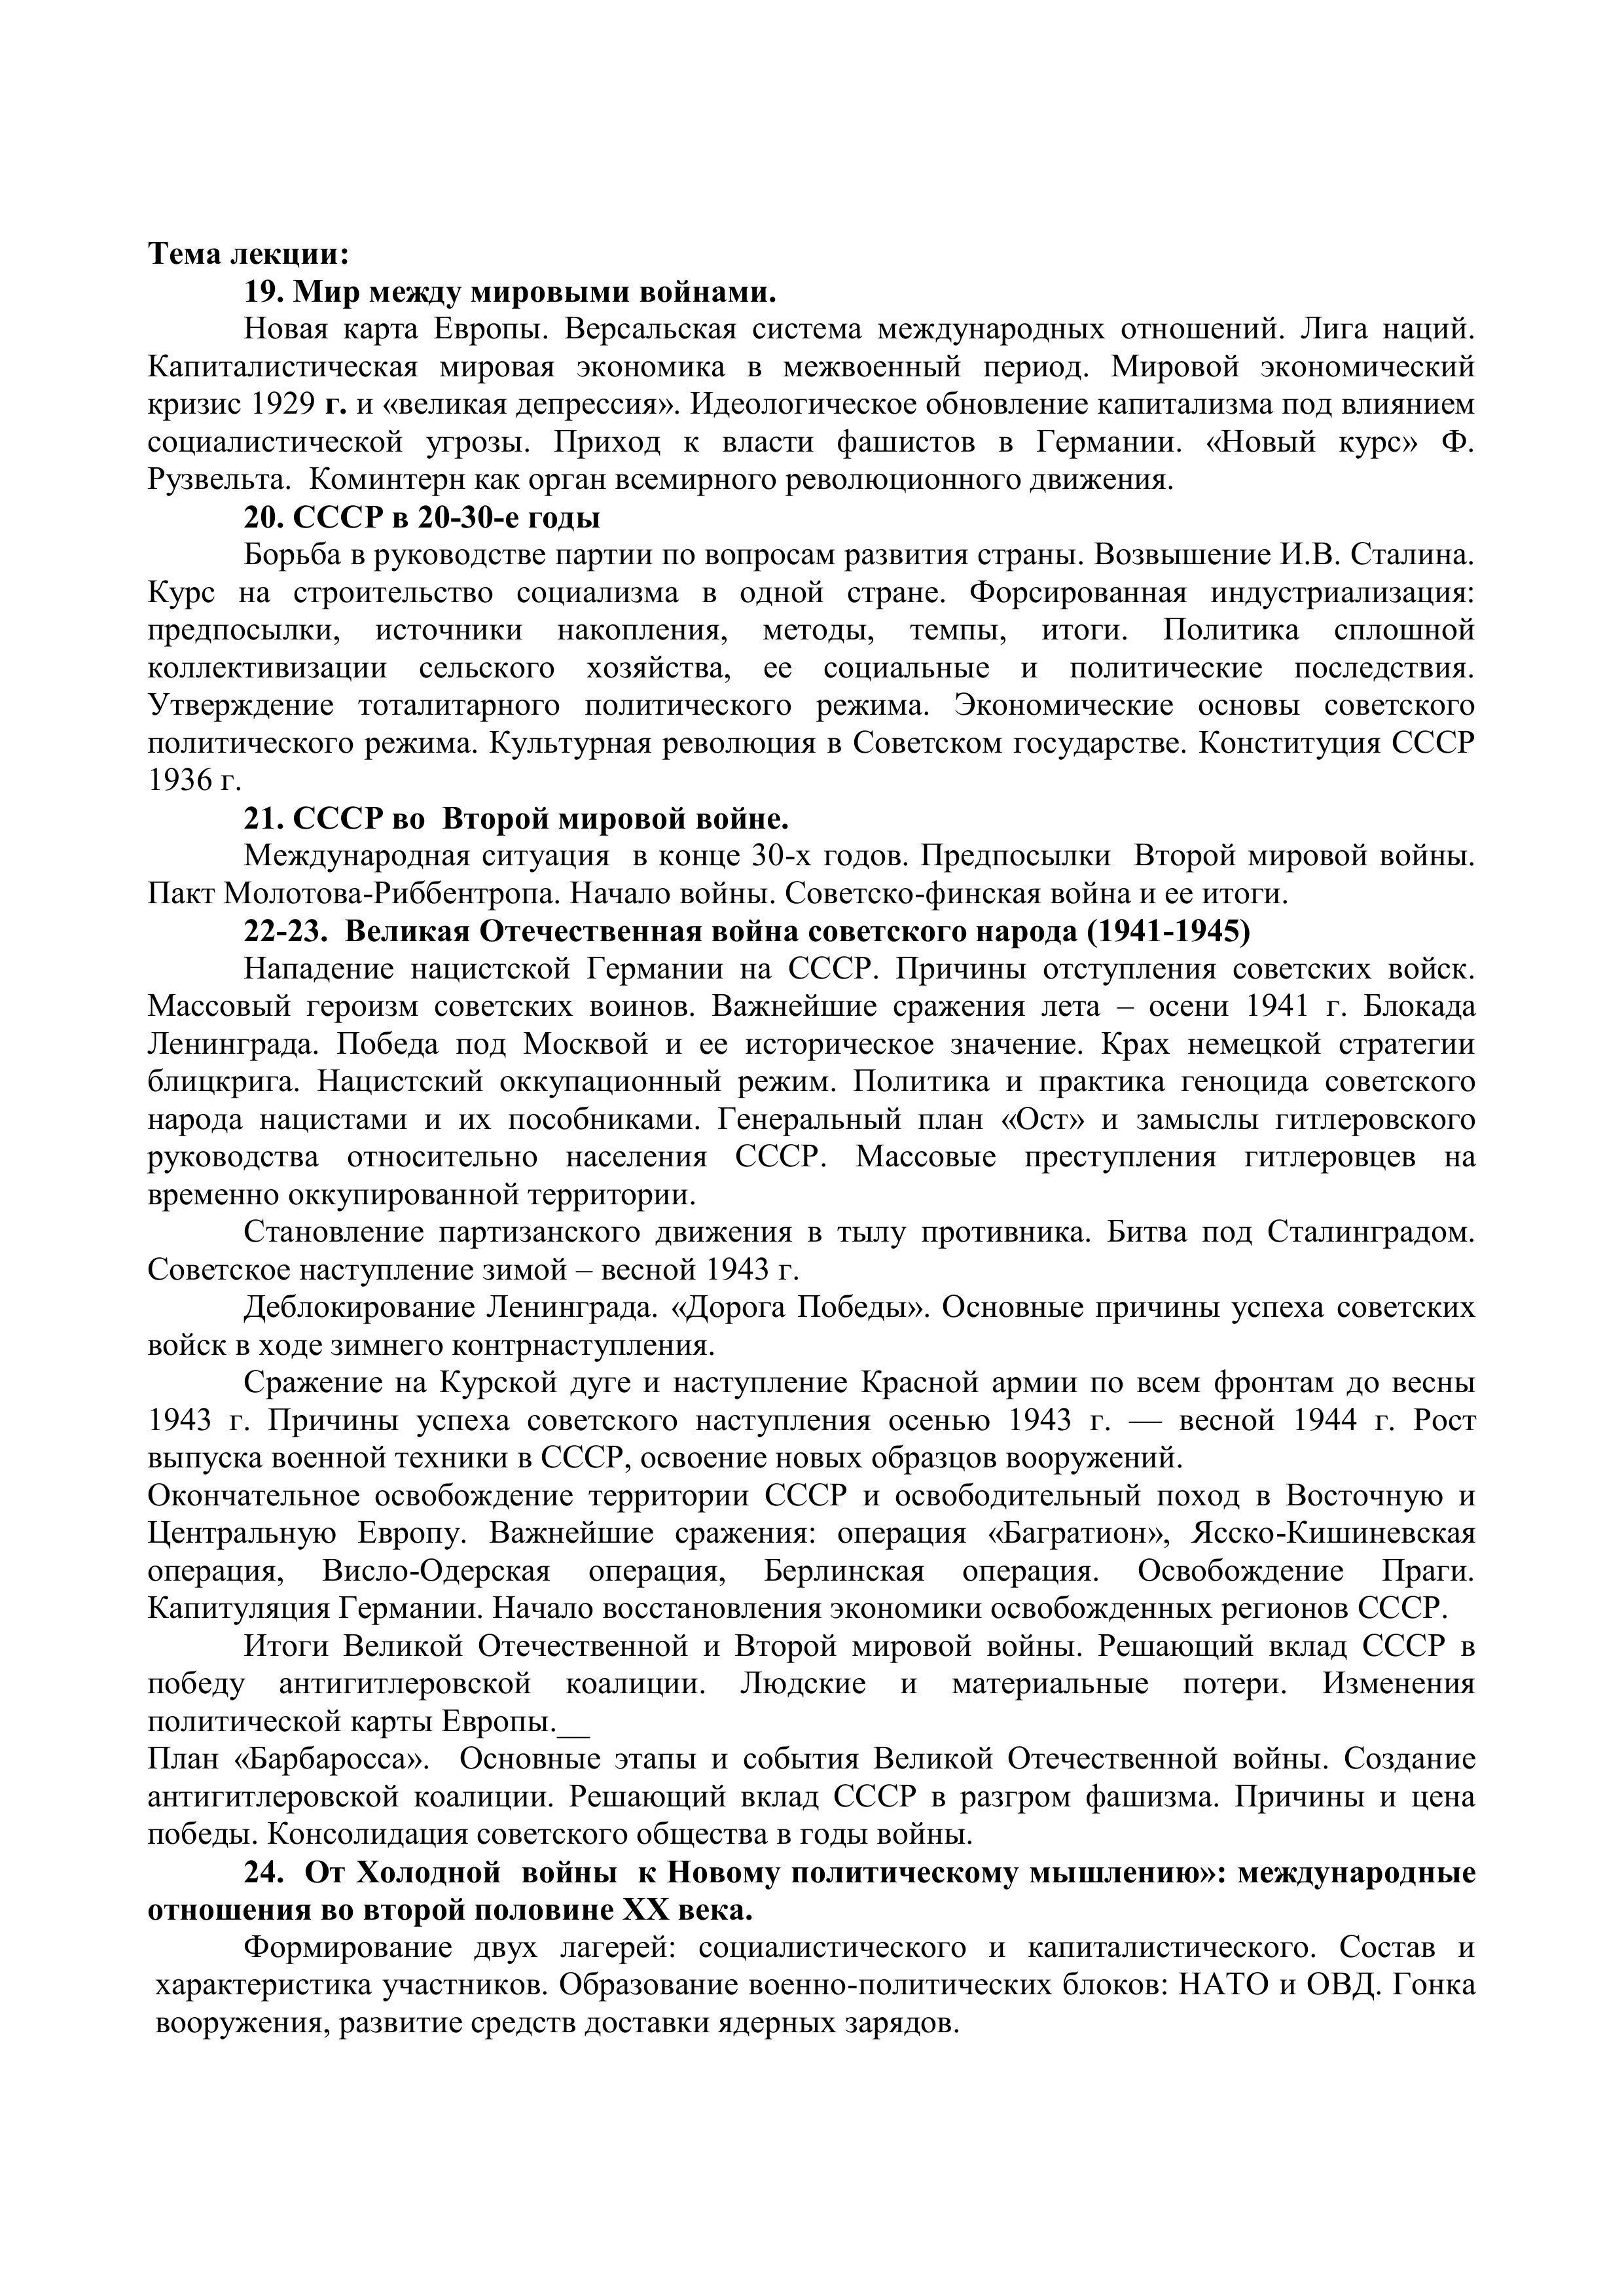 Тема лекции:
19. Мир между мировыми войнами.
Новая карта Европы. Версальская система международных отношений. Лига наций.
Капиталистическая мировая экономика в межвоенный период. Мировой экономический
кризис 1929 г. и «великая депрессия». Идеологическое обновление капитализма под влиянием
социалистической угрозы. Приход к власти фашистов в Германии. «Новый курс» Ф.
Рузвельта.  Коминтерн как орган всемирного революционного движения.
20. СССР в 20-30-е годы
Борьба в руководстве партии по вопросам развития страны. Возвышение И.В. Сталина.
Курс на строительство социализма в одной стране. Форсированная индустриализация:
предпосылки, источники накопления, методы, темпы, итоги. Политика сплошной
коллективизации сельского хозяйства, ее социальные и политические последствия.
Утверждение тоталитарного политического режима. Экономические основы советского
политического режима. Культурная революция в Советском государстве. Конституция СССР
1936 г.
21. СССР во  Второй мировой войне.
Международная ситуация  в конце 30-х годов. Предпосылки  Второй мировой войны.
Пакт Молотова-Риббентропа. Начало войны. Советско-финская война и ее итоги.
22-23.  Великая Отечественная война советского народа (1941-1945)
Нападение нацистской Германии на СССР. Причины отступления советских войск.
Массовый героизм советских воинов. Важнейшие сражения лета – осени 1941 г. Блокада
Ленинграда. Победа под Москвой и ее историческое значение. Крах немецкой стратегии
блицкрига. Нацистский оккупационный режим. Политика и практика геноцида советского
народа нацистами и их пособниками. Генеральный план «Ост» и замыслы гитлеровского
руководства относительно населения СССР. Массовые преступления гитлеровцев на
временно оккупированной территории.
Становление партизанского движения в тылу противника. Битва под Сталинградом.
Советское наступление зимой – весной 1943 г.
Деблокирование Ленинграда. «Дорога Победы». Основные причины успеха советских
войск в ходе зимнего контрнаступления.
Сражение на Курской дуге и наступление Красной армии по всем фронтам до весны
1943 г. Причины успеха советского наступления осенью 1943 г. — весной 1944 г. Рост
выпуска военной техники в СССР, освоение новых образцов вооружений.
Окончательное освобождение территории СССР и освободительный поход в Восточную и
Центральную Европу. Важнейшие сражения: операция «Багратион», Ясско-Кишиневская
операция, Висло-Одерская операция, Берлинская операция. Освобождение Праги.
Капитуляция Германии. Начало восстановления экономики освобожденных регионов СССР.
Итоги Великой Отечественной и Второй мировой войны. Решающий вклад СССР в
победу антигитлеровской коалиции. Людские и материальные потери. Изменения
политической карты Европы.__
План «Барбаросса».  Основные этапы и события Великой Отечественной войны. Создание
антигитлеровской коалиции. Решающий вклад СССР в разгром фашизма. Причины и цена
победы. Консолидация советского общества в годы войны.
24.  От Холодной  войны  к Новому политическому мышлению»: международные
отношения во второй половине XX века.
Формирование двух лагерей: социалистического и капиталистического. Состав и
характеристика участников. Образование военно-политических блоков: НАТО и ОВД. Гонка
вооружения, развитие средств доставки ядерных зарядов.